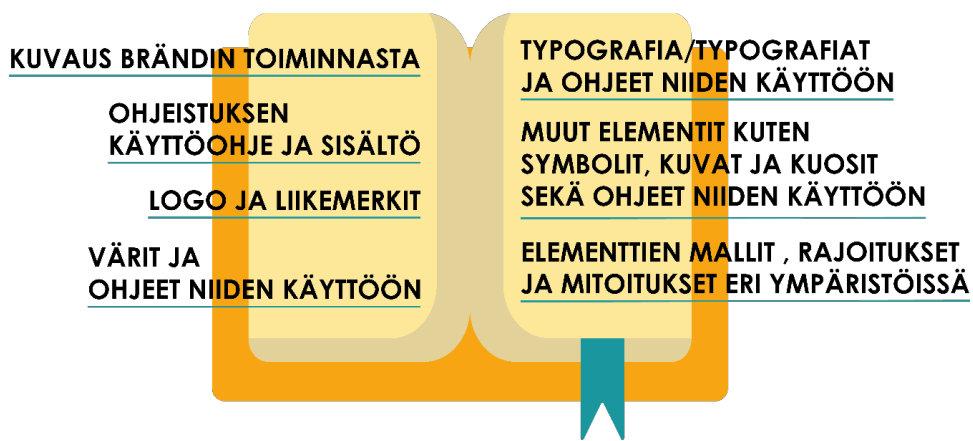 KUVAUS BRÄNDIN TOIMINNASTA
OHJEISTUKSEN
KÄYTTÖOHJE JA SISÄLTÖ
LOGO JA LIIKEMERKIT
VÄRIT JA
OHJEET NIIDEN KÄYTTÖÖN
TYPOGRAFIA/TYPOGRAFIAT
JA OHJEET NIIDEN KÄYTTÖÖN
MUUT ELEMENTIT KUTEN
SYMBOLIT, KUVAT JA KUOSIT
SEKÄ OHJEET NIIDEN KÄYTTÖÖN
ELEMENTTIEN MALLIT , RAJOITUKSET
JA MITOITUKSET ERI YMPÄRISTÖISSÄ